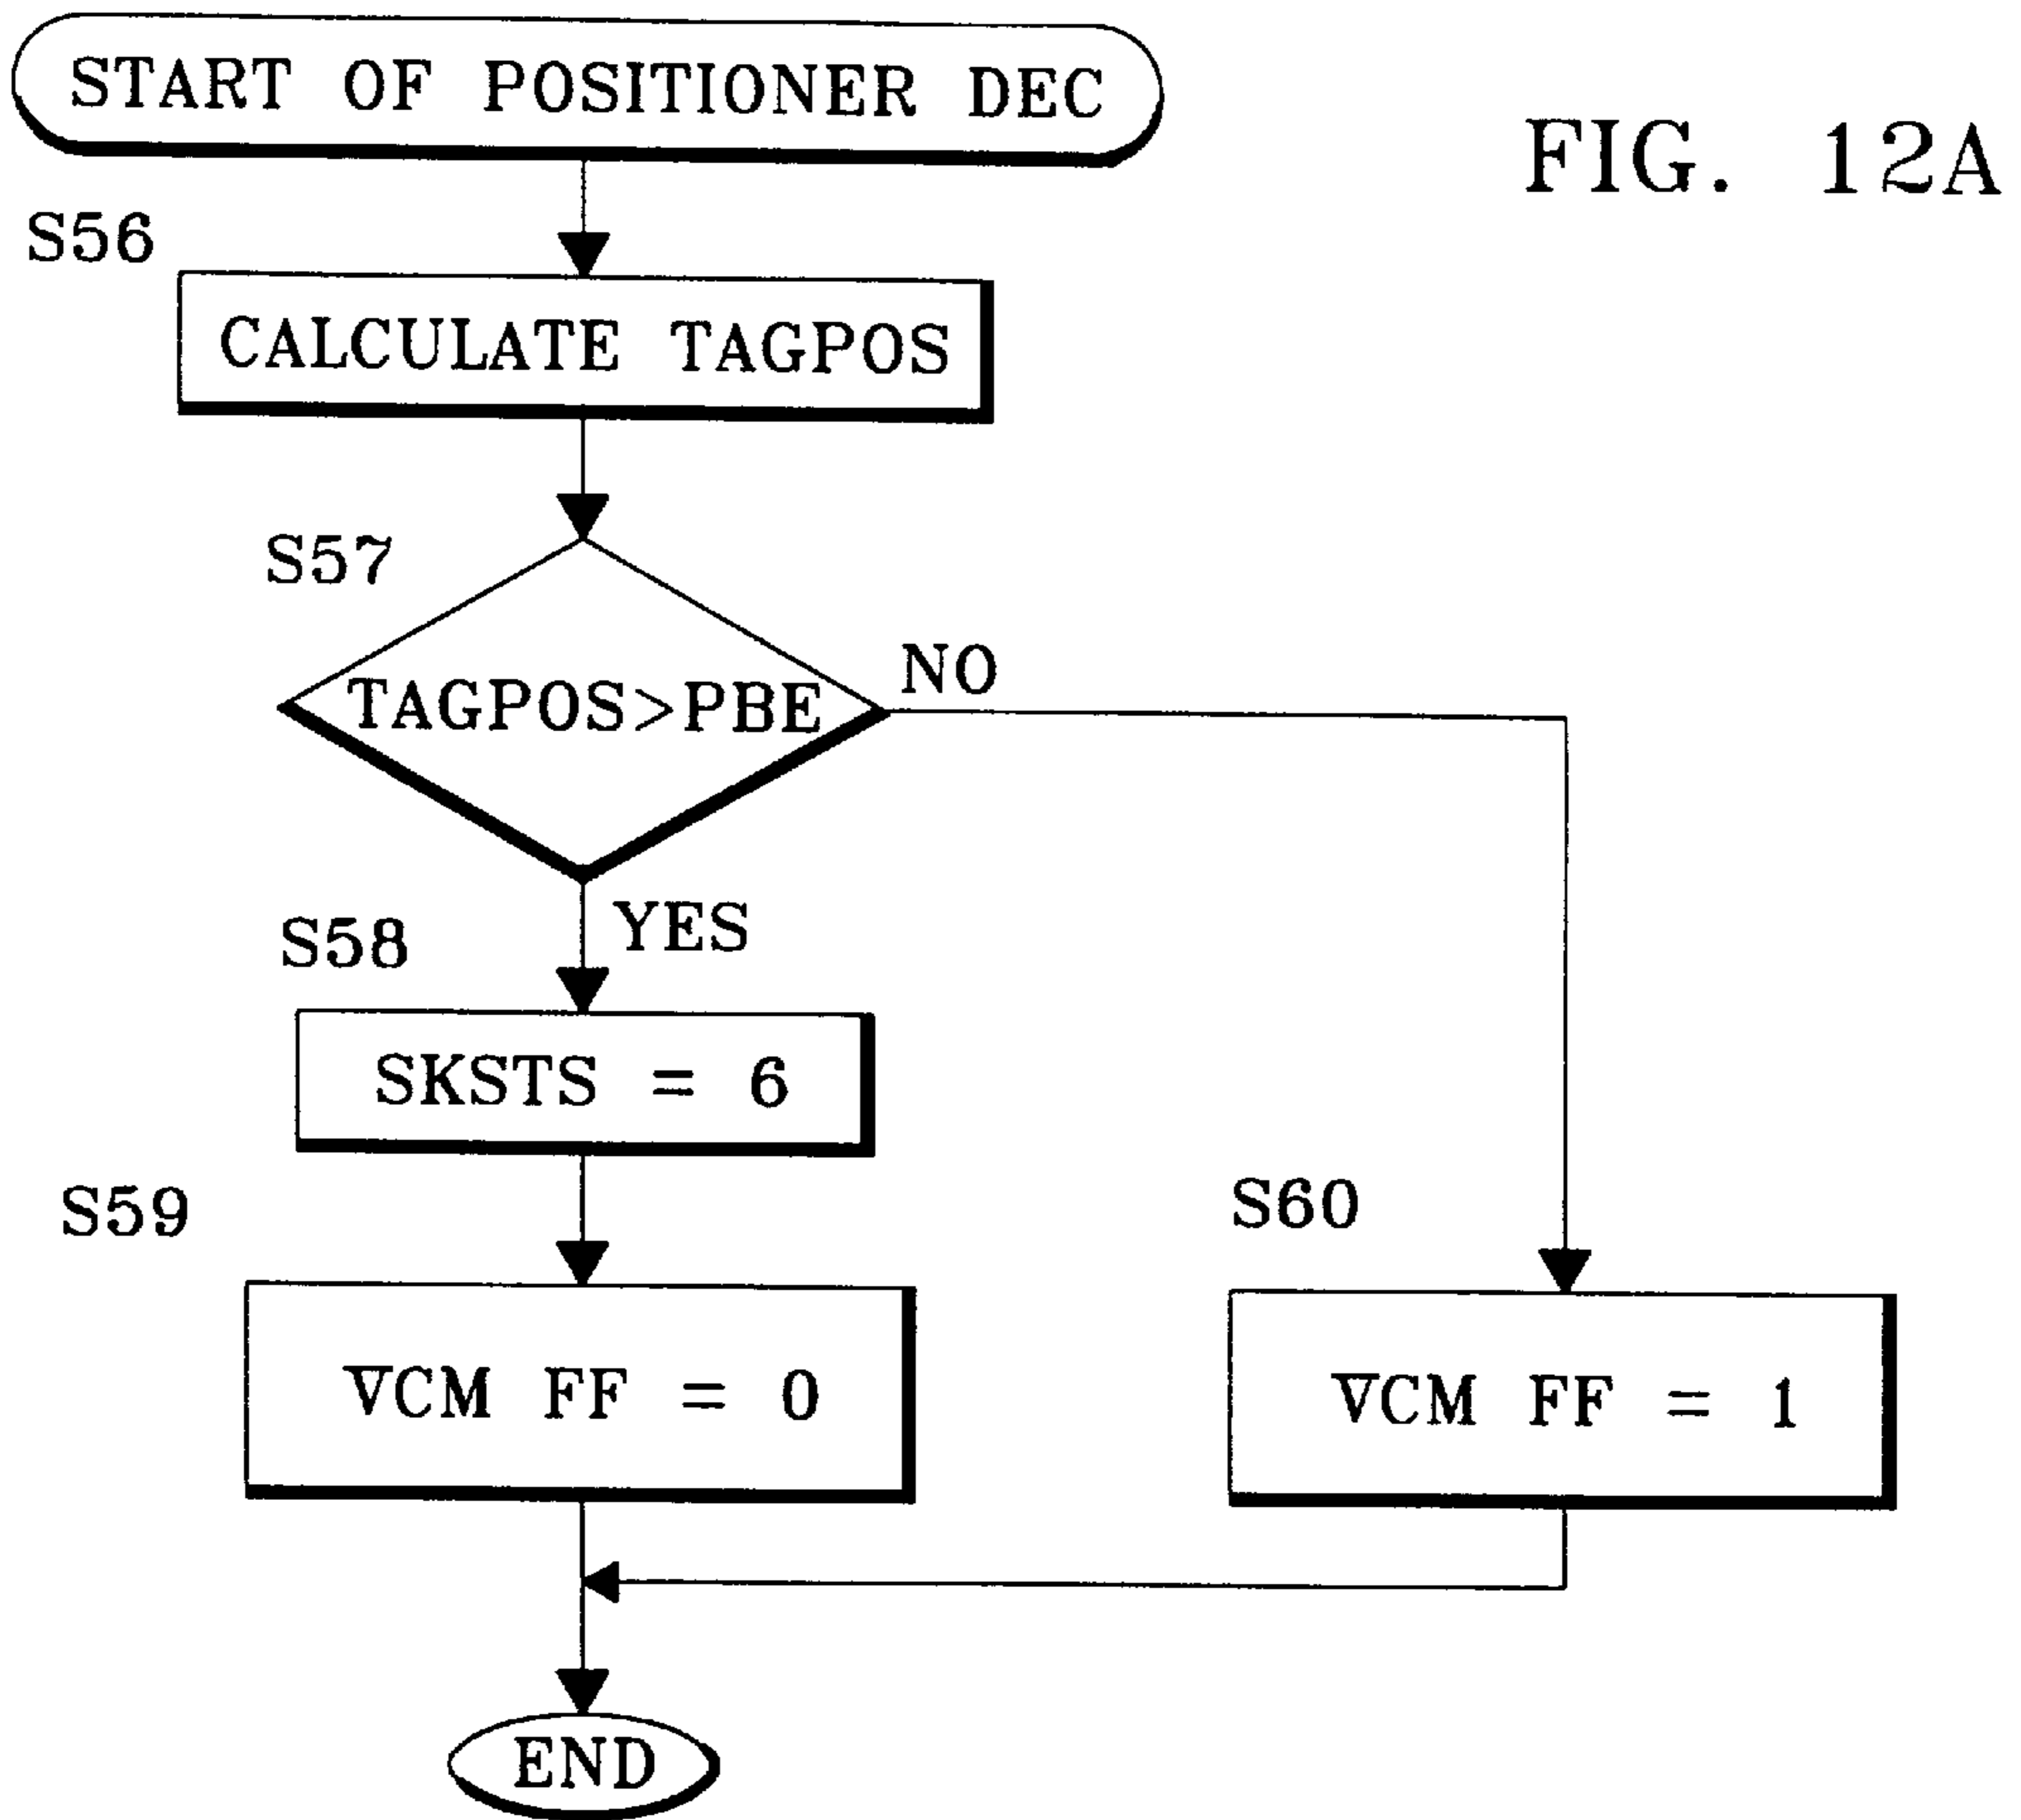 START OF POSITIONER DEC
FIG. 12A
S56
CALCULATE TAGPOS
S57
TAGPOS>PBE
NO
YES
S58
SKSTS = 6
S59
VCM FF = 0
S60
VCM FF = 1
END